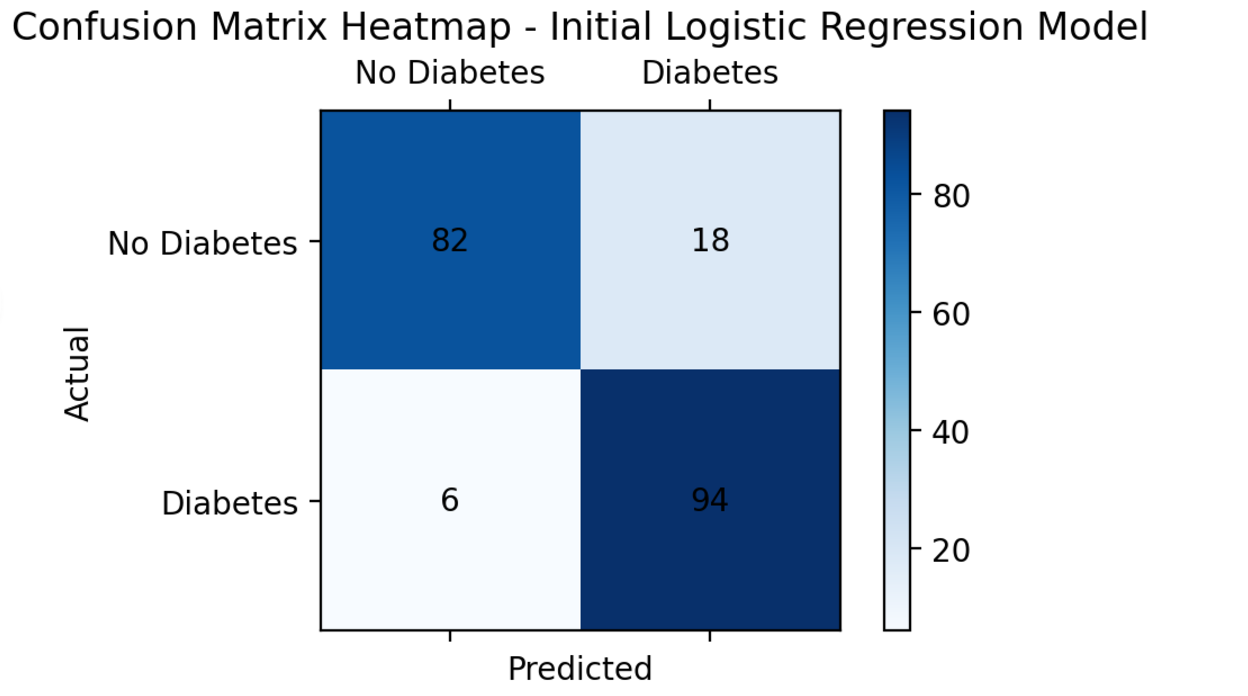 Confusion Matrix Heatmap - Initial Logistic Regression Model
No Diabetes Diabetes
No Diabetes 82 18 80
60
Actual
40
Diabetes 6 94
20
Predicted